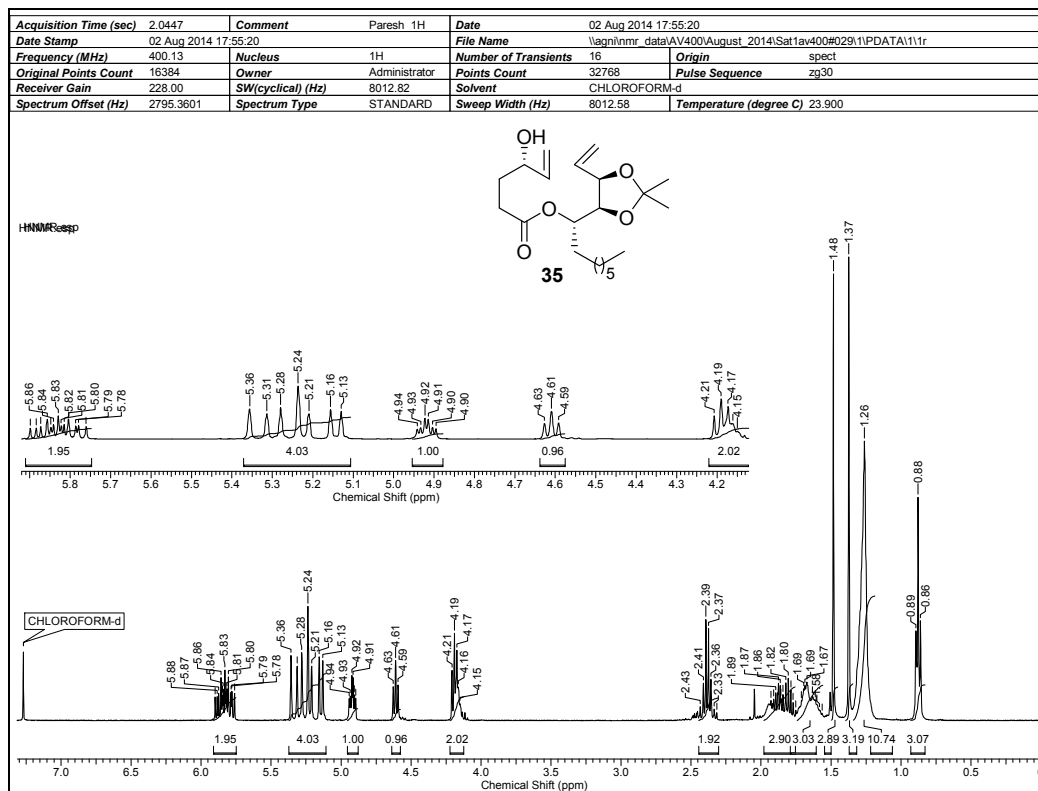 Acquisition Time (sec) 2.0447 Comment Paresh 1H Date 02 Aug 2014 17:55:20
Date Stamp 02 Aug 2014 17:55:20 File Name \\agni\nmr_data\AV400\August_2014\Sat1av400#029\1\PDATA\1\1r
Frequency (MHz) 400.13 Nucleus 1H Number of Transients 16 Origin spect
Original Points Count 16384 Owner Administrator Points Count 32768 Pulse Sequence zg30
Receiver Gain 228.00 SW(cyclical) (Hz) 8012.82 Solvent CHLOROFORM-d
Spectrum Offset (Hz) 2795.3601 Spectrum Type STANDARD Sweep Width (Hz) 8012.58 Temperature (degree C) 23.900
OH
O
O
O
O
( )5
35
5.86 5.84 5.83 5.82 5.81 5.80 5.79 5.78 5.36 5.31 5.28 5.24 5.21 5.16 5.13 4.94 4.93 4.92 4.91 4.90 4.90 4.63 4.61 4.59 4.21 4.19 4.17 4.15
1.95 4.03 1.00 0.96 2.02
5.8 5.7 5.6 5.5 5.4 5.3 5.2 5.1 5.0 4.9 4.8 4.7 4.6 4.5 4.4 4.3 4.2
Chemical Shift (ppm)
CHLOROFORM-d
5.88 5.87 5.86 5.84 5.83 5.81 5.80 5.79 5.78 5.36 5.28 5.24 5.21 5.16 5.13 4.94 4.93 4.92 4.91 4.63 4.61 4.59 4.21 4.19 4.17 4.16 4.15 2.43 2.41 2.39 2.37 2.36 2.33 1.89 1.87 1.86 1.82 1.80 1.69 1.69 1.67 1.58 1.48 1.37 1.26 0.89 0.88 0.86
1.95 4.03 1.00 0.96 2.02 1.92 2.90 3.03 2.89 3.19 10.74 3.07
7.0 6.5 6.0 5.5 5.0 4.5 4.0 3.5 3.0 2.5 2.0 1.5 1.0 0.5 0
Chemical Shift (ppm)